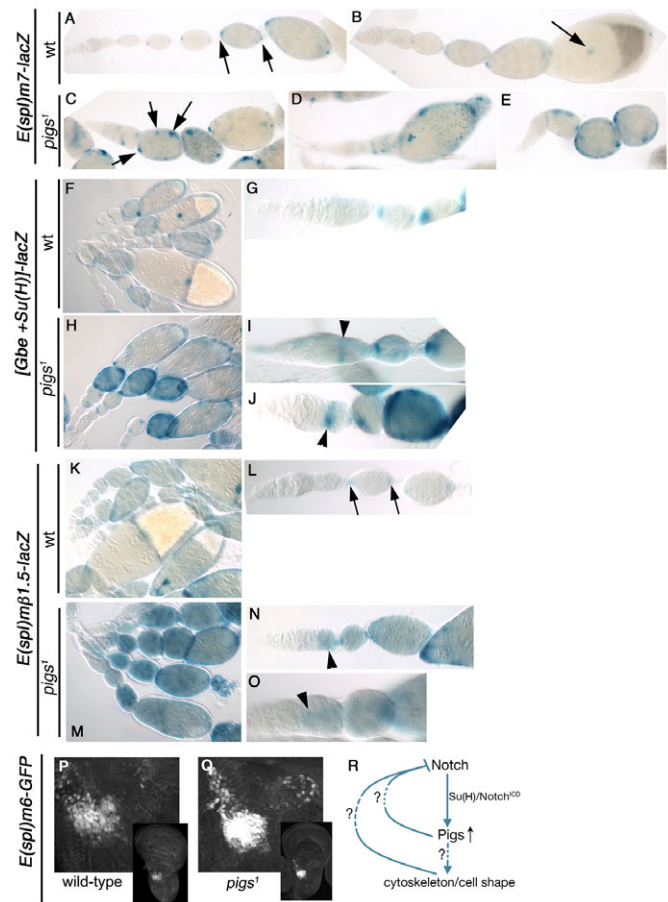 A
B
wt
E(spl)m7-lacZ
C
D
E
pigs¹
F
G
wt
[Gbe +Su(H)]-lacZ
H
I
pigs¹
J
K
L
wt
E(spl)mβ1.5-lacZ
M
N
pigs¹
O
E(spl)m6-GFP
P
wild-type
Q
pigs¹
R
Notch
Su(H)/Notchᴵᶜᴰ
?
?
Pigs
?
cytoskeleton/cell shape